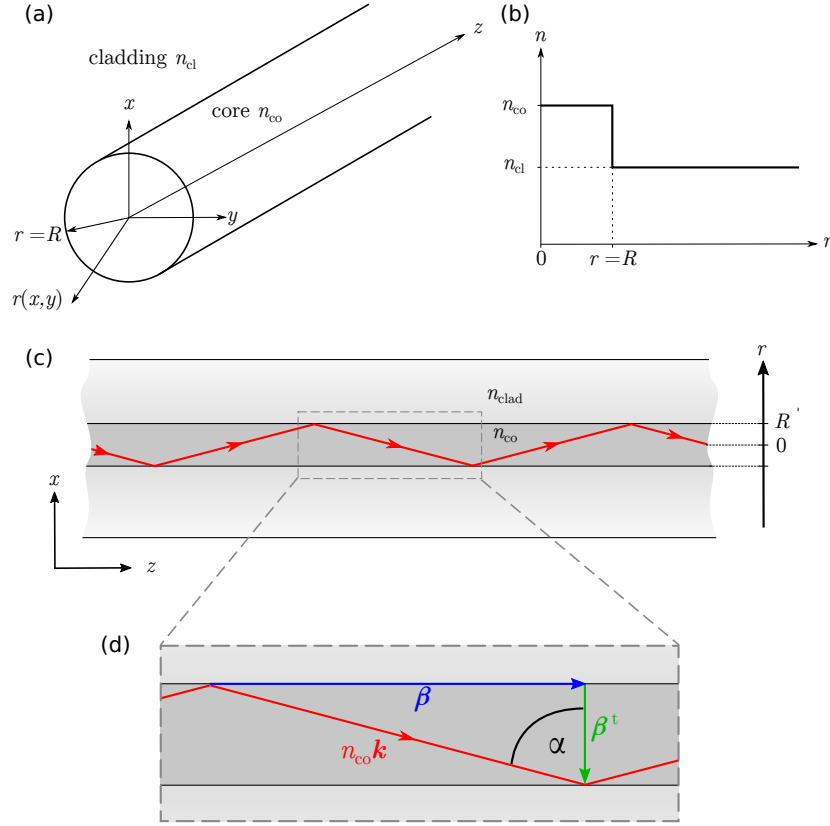 (a)
cladding n_cl
z
core n_co
x
y
r = R
r(x,y)
(b)
n
n_co
n_cl
0
r = R
r
(c)
n_clad
n_co
r
R
0
x
z
(d)
β
β^t
n_co k
α